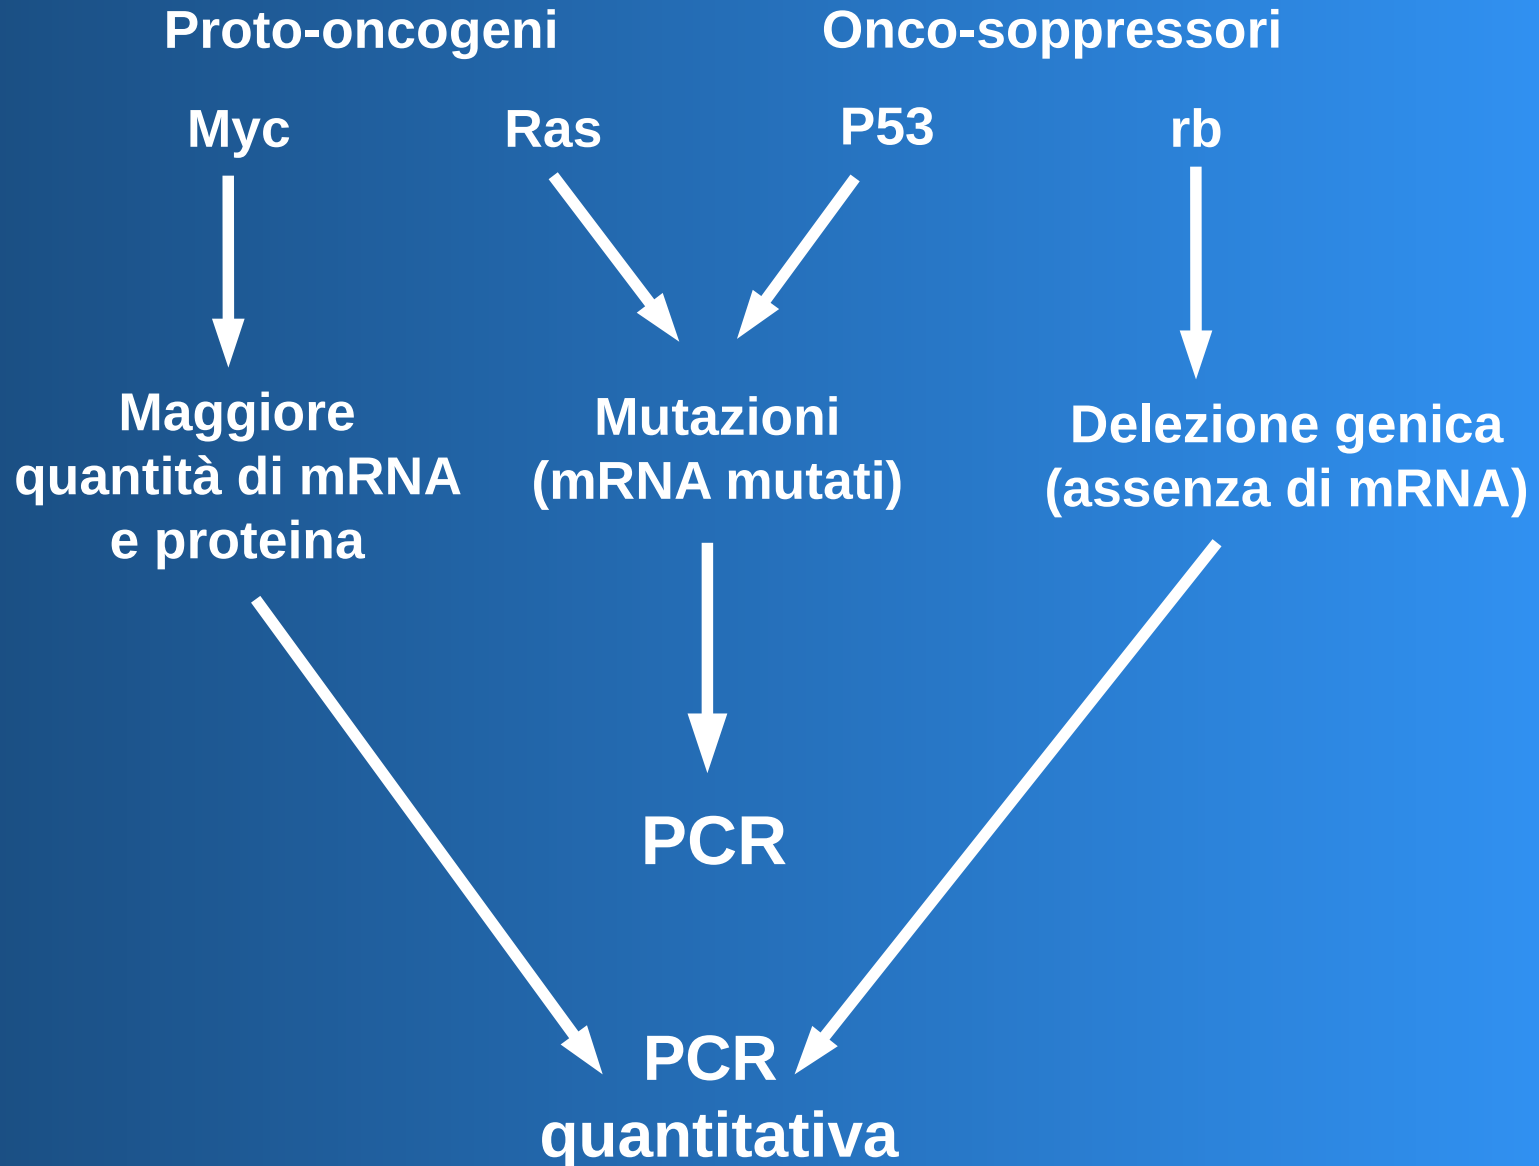 Proto-oncogeni
Onco-soppressori
Myc
Ras
P53
rb
Maggiore
quantità di mRNA
e proteina
Mutazioni
(mRNA mutati)
Delezione genica
(assenza di mRNA)
PCR
PCR
quantitativa